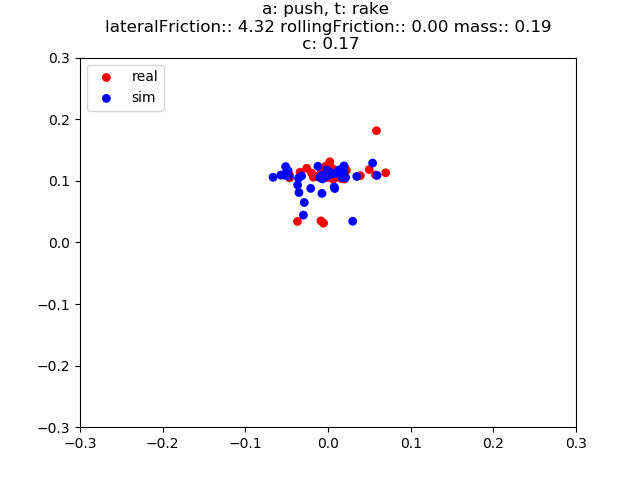 a: push, t: rake
lateralFriction:: 4.32 rollingFriction:: 0.00 mass:: 0.19
c: 0.17
real
sim
0.3
0.2
0.1
0.0
−0.1
−0.2
−0.3
−0.3 −0.2 −0.1 0.0 0.1 0.2 0.3